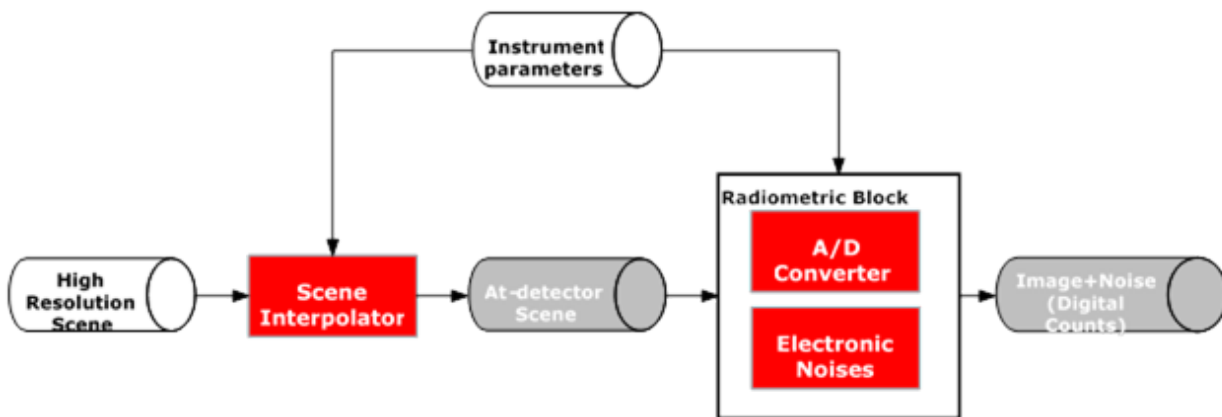 Instrument
parameters
Radiometric Block
A/D
Converter
High
Resolution
Scene
Scene
Interpolator
At-detector
Scene
Image+Noise
(Digital
Counts)
Electronic
Noises